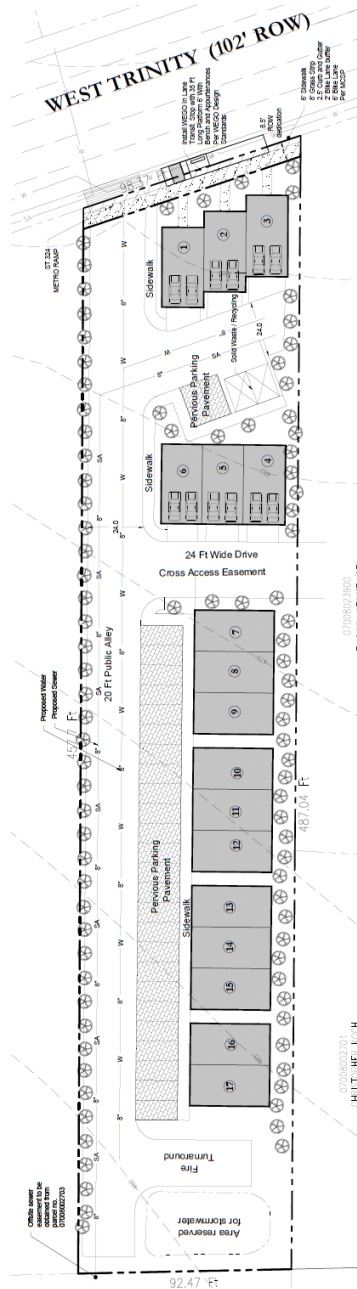 WEST TRINITY (102' ROW)
Install WEGO In Lane
Transit Stop with 35 Ft
Long Platform 6' With
Bench and Appurtenances
Per WEGO Design
Standards
8.5'
ROW
dedication
6' Sidewalk
8' Grass Strip
2.5' Curb and Gutter
2' Bike Lane buffer
6' Bike Lane
Per MCSP
ST 324
METRO RAMP
Sidewalk
1
2
3
24.0
Solid Waste / Recycling
Pervious Parking
Pavement
Sidewalk
6
5
4
24.0
24 Ft Wide Drive
Cross Access Easement
07008023900
20 Ft Public Alley
Proposed Water
Proposed Sewer
7
8
9
10
11
12
487.04 Ft
Pervious Parking
Pavement
Sidewalk
13
14
15
16
17
07008002701
Fire
Turnaround
Area reserved
for stormwater
Offsite sewer
easement to be
obtained from
parcel no.
07008002703
92.47 Ft